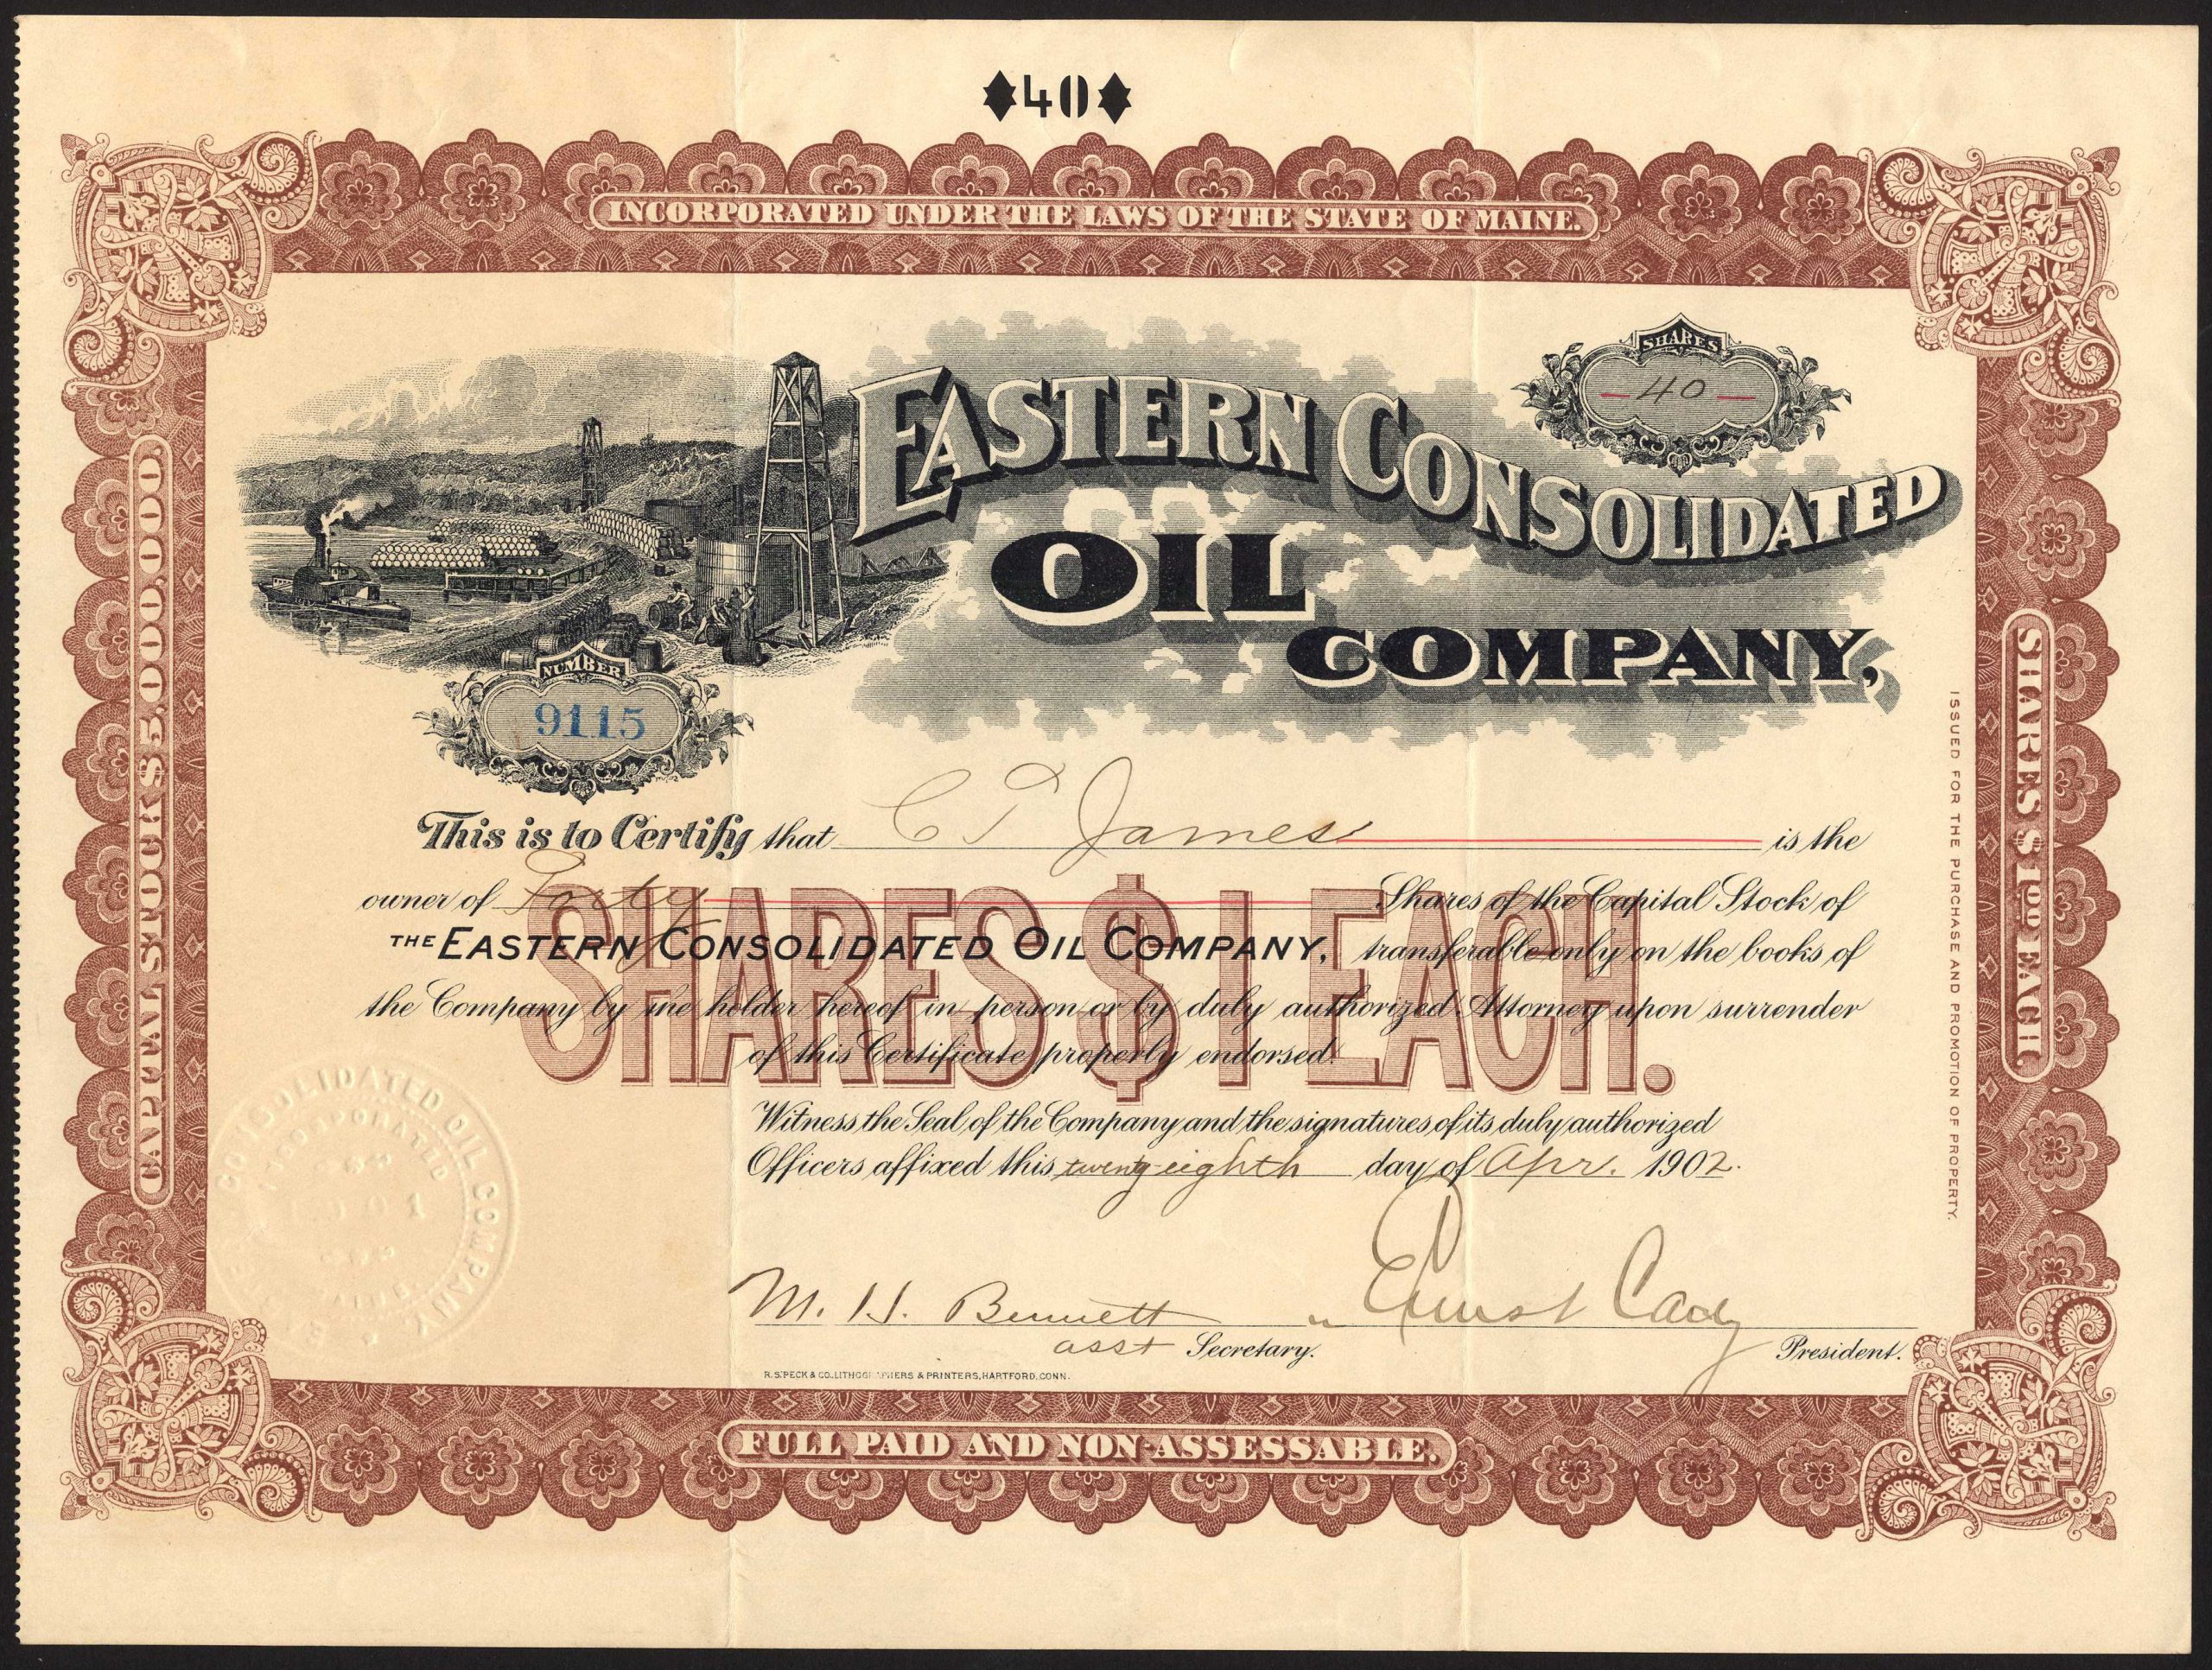 ♦40♦
INCORPORATED UNDER THE LAWS OF THE STATE OF MAINE.
SHARES
40
EASTERN CONSOLIDATED
OIL
COMPANY,
NUMBER
9115
CAPITAL STOCK $5,000,000
SHARES $1.00 EACH
ISSUED FOR THE PURCHASE AND PROMOTION OF PROPERTY.
This is to Certify that C T James is the
owner of Forty Shares of the Capital Stock of
THE EASTERN CONSOLIDATED OIL COMPANY, transferable only on the books of
the Company by the holder hereof in person or by duly authorized Attorney upon surrender
of this Certificate properly endorsed.
SHARES $1 EACH.
Witness the Seal of the Company and the signatures of its duly authorized
Officers affixed this twenty eighth day of Apr. 1902.
CONSOLIDATED OIL COMPANY
INCORPORATED
1901
M. H. Bennett Ernest Cady
asst Secretary. President.
R. S. PECK & CO. LITHOGRAPHERS & PRINTERS, HARTFORD, CONN.
FULL PAID AND NON-ASSESSABLE.